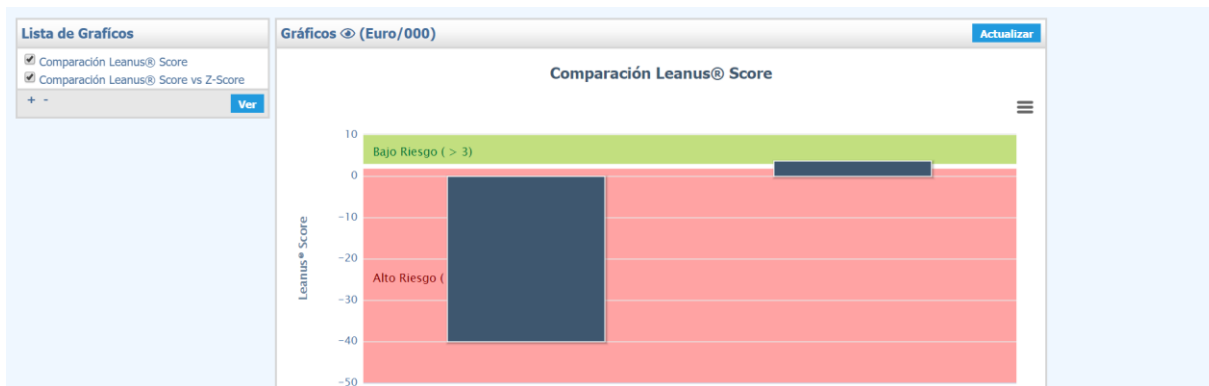 Lista de Grafícos
Comparación Leanus® Score
Comparación Leanus® Score vs Z-Score
+ -
Ver
Gráficos (Euro/000)
Actualizar
Comparación Leanus® Score
10
Bajo Riesgo ( > 3)
0
-10
-20
Alto Riesgo (
-30
-40
-50
Leanus® Score